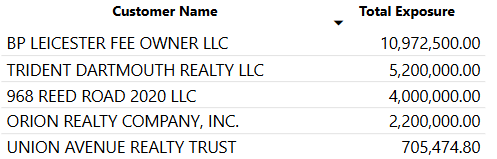 Customer Name Total Exposure
BP LEICESTER FEE OWNER LLC 10,972,500.00
TRIDENT DARTMOUTH REALTY LLC 5,200,000.00
968 REED ROAD 2020 LLC 4,000,000.00
ORION REALTY COMPANY, INC. 2,200,000.00
UNION AVENUE REALTY TRUST 705,474.80